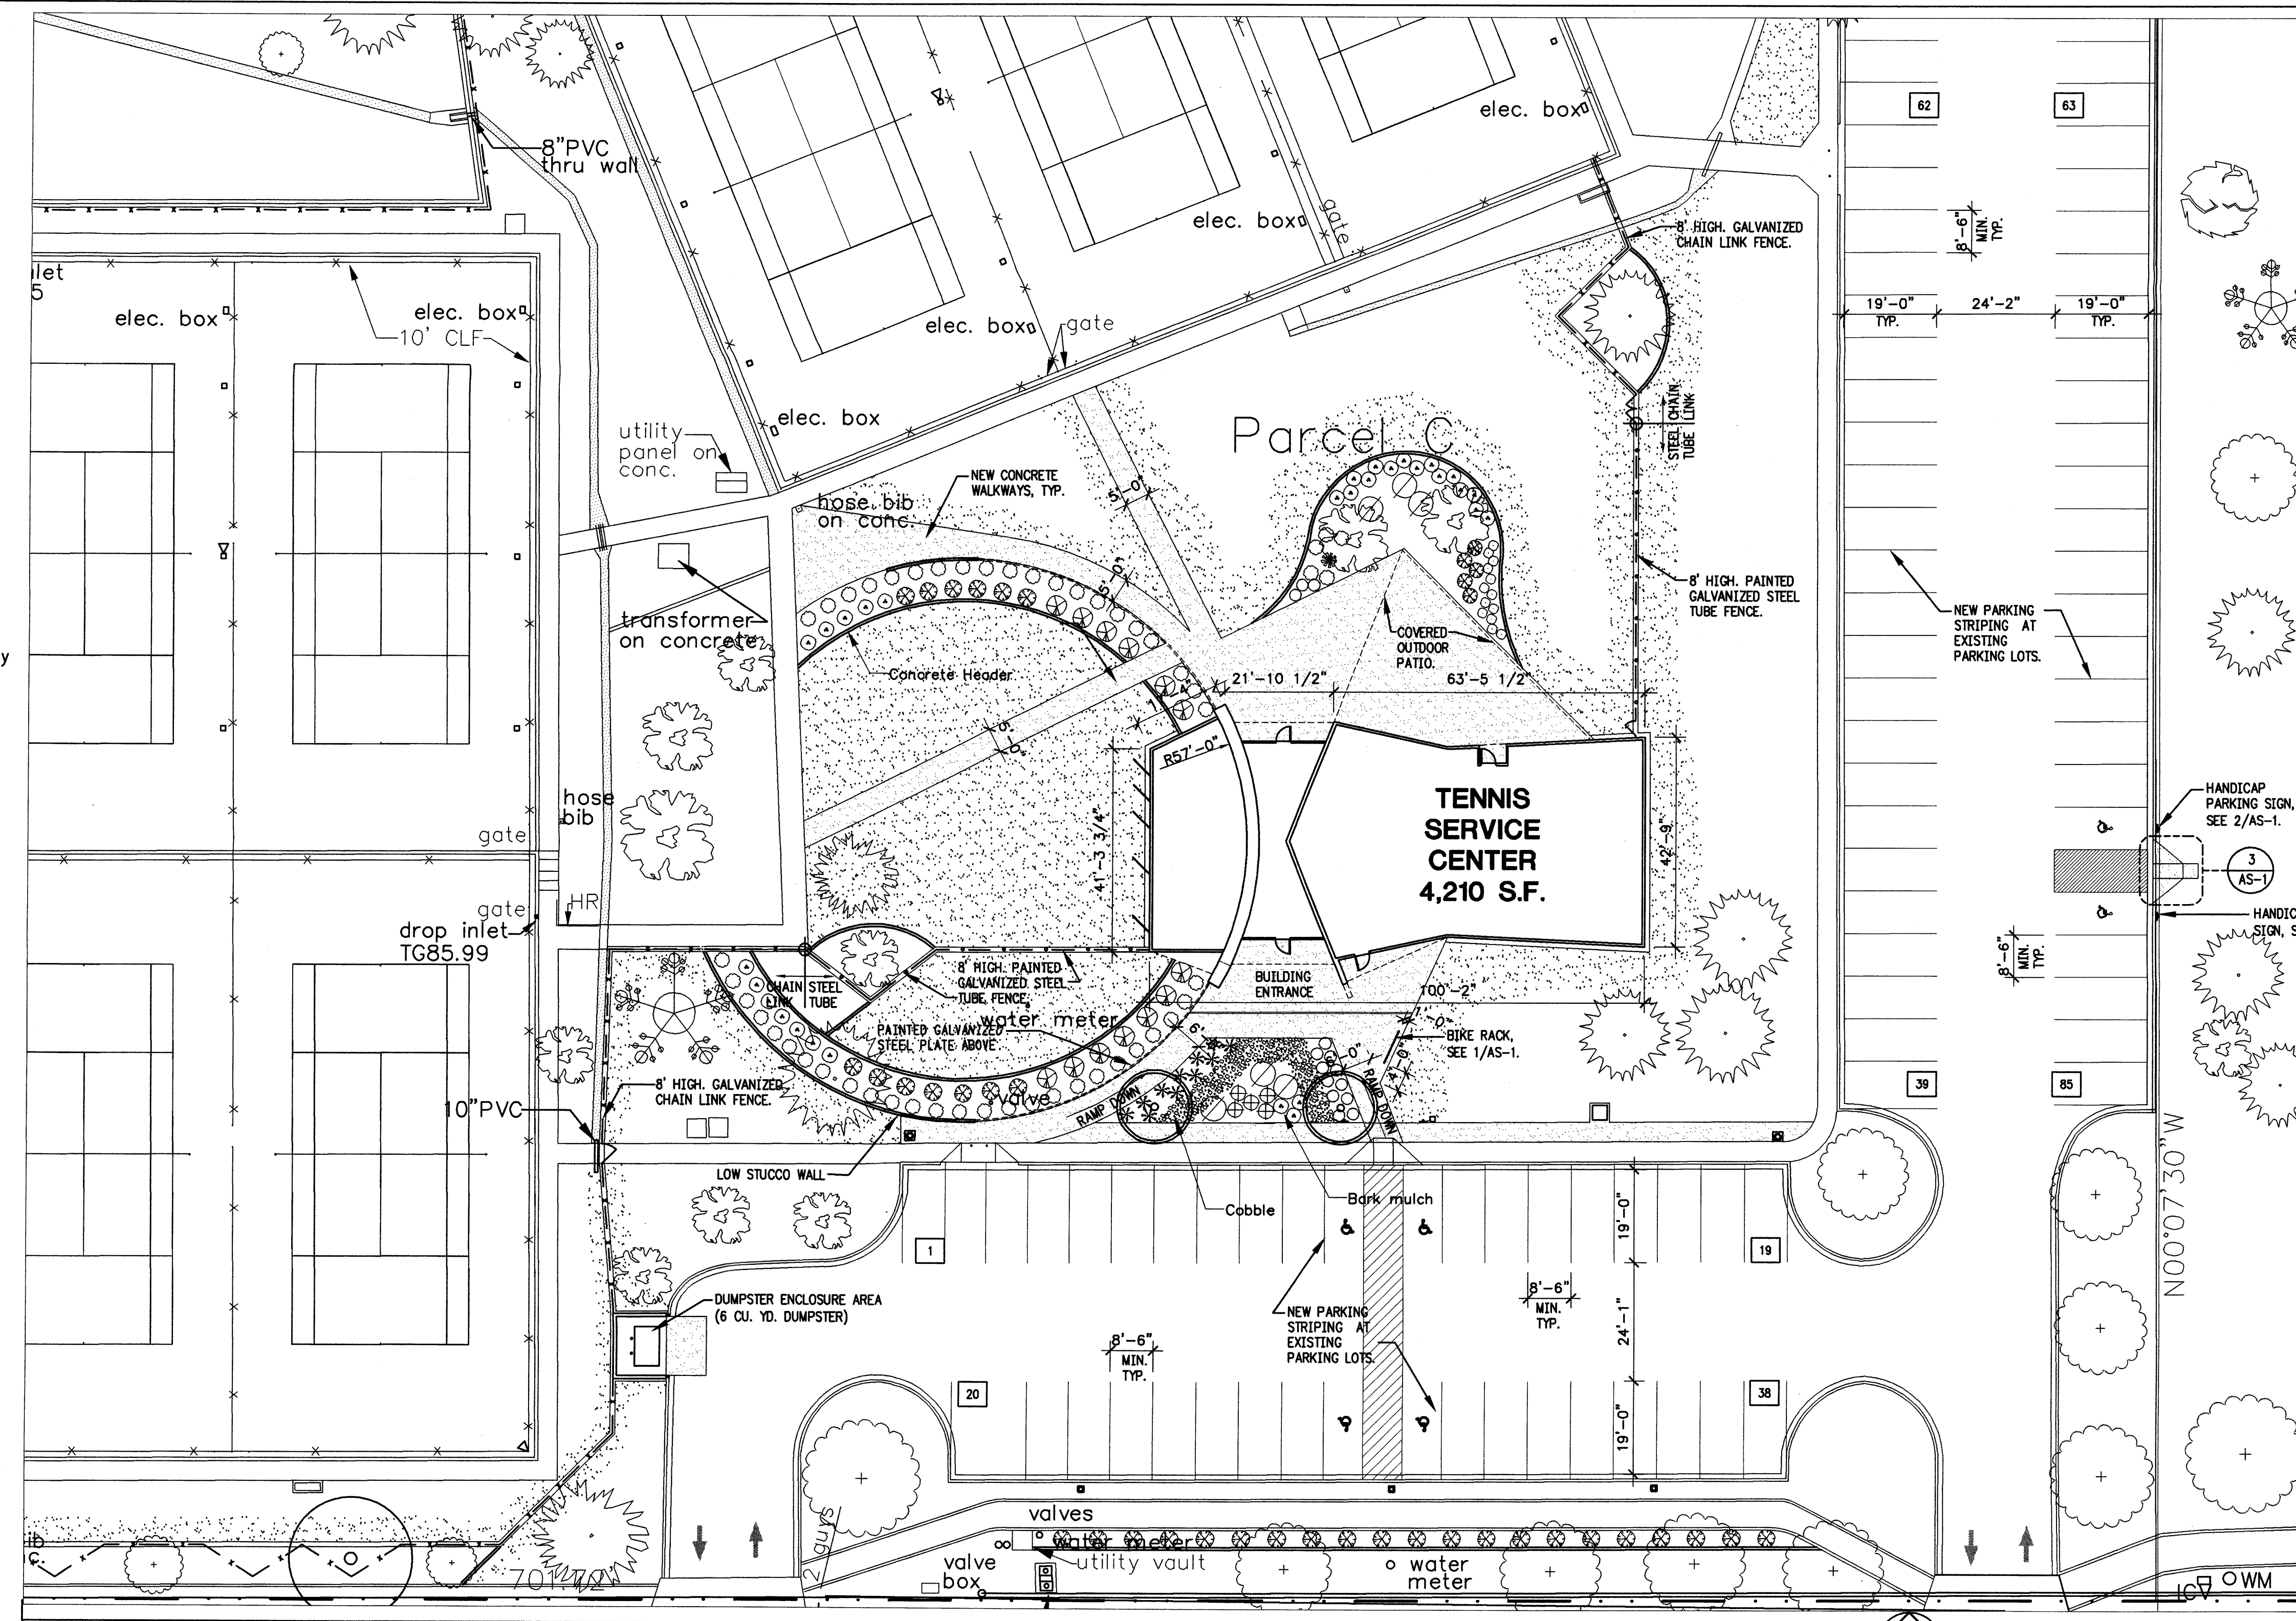 8"PVC
thru wall
elec. box
62
63
elec. box
gate
8' HIGH. GALVANIZED
CHAIN LINK FENCE.
8'-6"
MIN.
TYP.
elec. box
elec. box
10' CLF
elec. box
gate
19'-0"
TYP.
24'-2"
19'-0"
TYP.
elec. box
utility
panel on
conc.
Parcel C
STEEL CHAIN
TUBE LINK
NEW CONCRETE
WALKWAYS, TYP.
5'-0"
hose bib
on conc.
5'-0"
8' HIGH. PAINTED
GALVANIZED STEEL
TUBE FENCE.
transformer
on concrete
COVERED
OUTDOOR
PATIO.
NEW PARKING
STRIPING AT
EXISTING
PARKING LOTS.
Concrete Header
21'-10 1/2"
63'-5 1/2"
5'-0"
R57'-0"
hose
bib
gate
41'-3 3/4"
TENNIS
SERVICE
CENTER
4,210 S.F.
42'-9"
HANDICAP
PARKING SIGN,
SEE 2/AS-1.
3
AS-1
HR
gate
drop inlet
TG85.99
SIGN, S
8'-6"
MIN.
TYP.
CHAIN STEEL
LINK TUBE
8' HIGH. PAINTED
GALVANIZED STEEL
TUBE FENCE.
BUILDING
ENTRANCE
100'-2"
water meter
PAINTED GALVANIZED
STEEL PLATE ABOVE
BIKE RACK,
SEE 1/AS-1.
4'-0"
8' HIGH. GALVANIZED
CHAIN LINK FENCE.
10"PVC
valve
RAMP DOWN
RAMP DOWN
39
85
LOW STUCCO WALL
Cobble
Bark mulch
19'-0"
N00°07'30"W
1
19
DUMPSTER ENCLOSURE AREA
(6 CU. YD. DUMPSTER)
NEW PARKING
STRIPING AT
EXISTING
PARKING LOTS.
8'-6"
MIN.
TYP.
8'-6"
MIN.
TYP.
24'-1"
20
38
19'-0"
2 guys
valves
water meter
utility vault
valve
box
water
meter
701.72'
WM